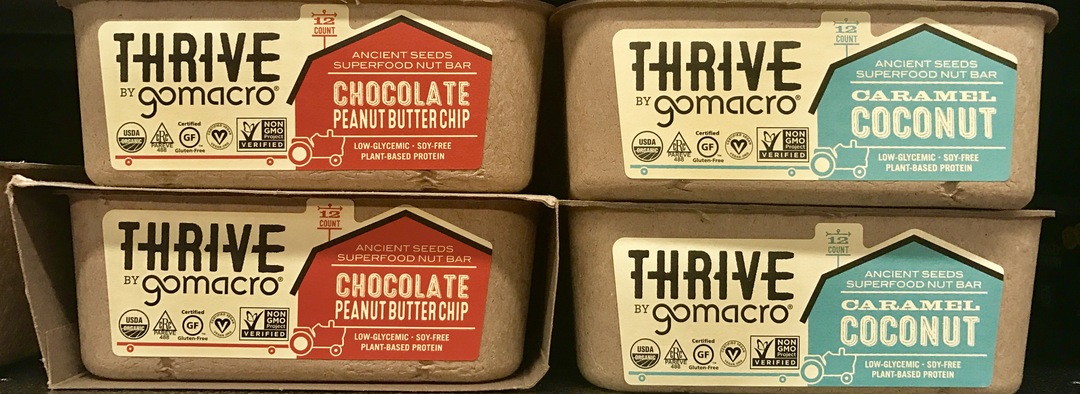 12
COUNT
THRIVE
BY gomacro®
ANCIENT SEEDS
SUPERFOOD NUT BAR
CHOCOLATE
PEANUT BUTTER CHIP
USDA
ORGANIC
PAREVE
488
Certified
GF
Gluten-Free
V
NON
GMO
Project
VERIFIED
LOW-GLYCEMIC · SOY-FREE
PLANT-BASED PROTEIN
12
COUNT
THRIVE
BY gomacro®
ANCIENT SEEDS
SUPERFOOD NUT BAR
CARAMEL
COCONUT
USDA
ORGANIC
PAREVE
488
Certified
GF
Gluten-Free
V
NON
GMO
Project
VERIFIED
LOW-GLYCEMIC · SOY-FREE
PLANT-BASED PROTEIN
12
COUNT
THRIVE
BY gomacro®
ANCIENT SEEDS
SUPERFOOD NUT BAR
CHOCOLATE
PEANUT BUTTER CHIP
USDA
ORGANIC
PAREVE
488
Certified
GF
Gluten-Free
V
NON
GMO
Project
VERIFIED
LOW-GLYCEMIC · SOY-FREE
PLANT-BASED PROTEIN
12
COUNT
THRIVE
BY gomacro®
ANCIENT SEEDS
SUPERFOOD NUT BAR
CARAMEL
COCONUT
USDA
ORGANIC
PAREVE
488
Certified
GF
Gluten-Free
V
NON
GMO
Project
VERIFIED
LOW-GLYCEMIC · SOY-FREE
PLANT-BASED PROTEIN